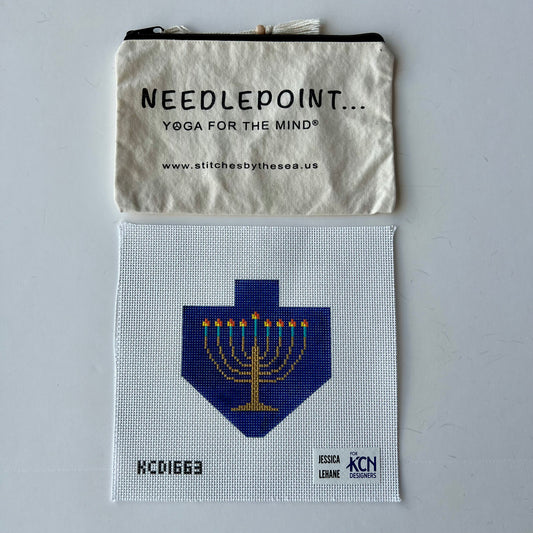 NEEDLEPOINT...
YOGA FOR THE MIND®
www.stitchesbythesea.us
KCD1663
JESSICA
LEHANE
FOR
KCN
DESIGNERS